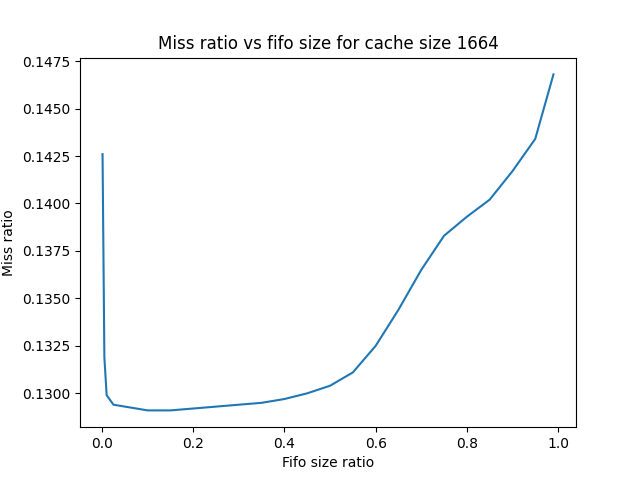 Miss ratio vs fifo size for cache size 1664
0.1475
0.1450
0.1425
0.1400
0.1375
0.1350
0.1325
0.1300
Miss ratio
0.0 0.2 0.4 0.6 0.8 1.0
Fifo size ratio